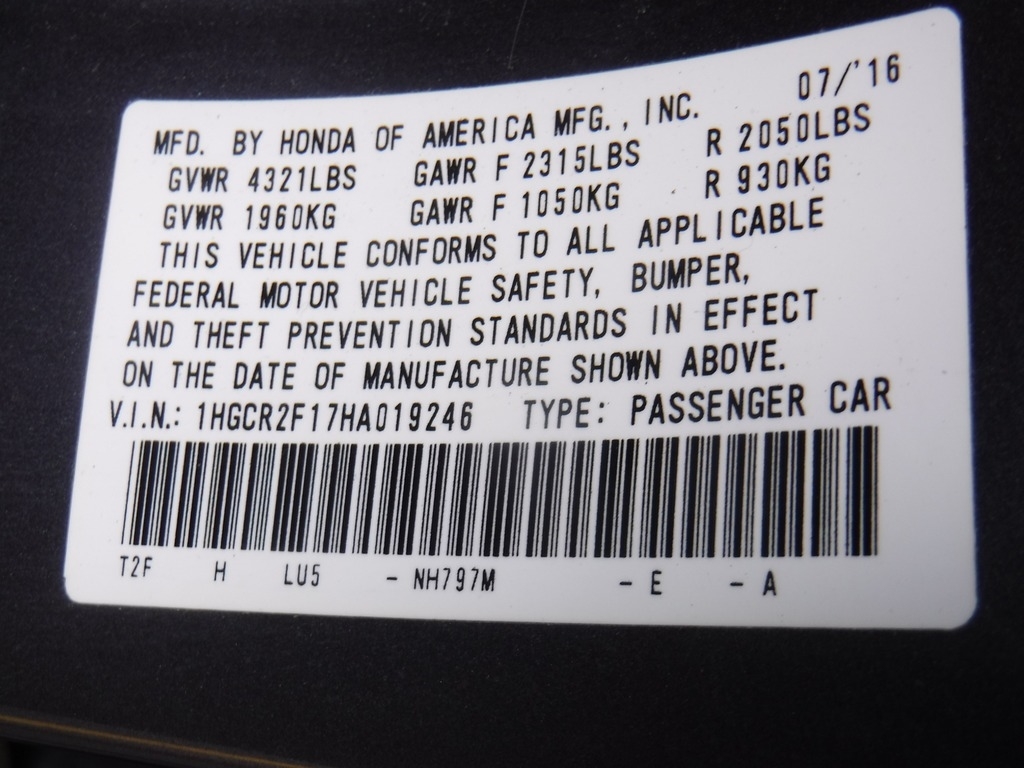 07/'16
MFD. BY HONDA OF AMERICA MFG., INC.
GVWR 4321LBS GAWR F 2315LBS R 2050LBS
GVWR 1960KG GAWR F 1050KG R 930KG
THIS VEHICLE CONFORMS TO ALL APPLICABLE
FEDERAL MOTOR VEHICLE SAFETY, BUMPER,
AND THEFT PREVENTION STANDARDS IN EFFECT
ON THE DATE OF MANUFACTURE SHOWN ABOVE.
V.I.N.: 1HGCR2F17HA019246 TYPE: PASSENGER CAR
T2F H LU5 - NH797M - E - A